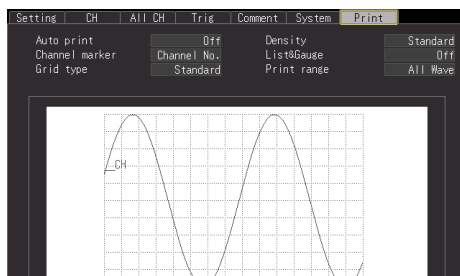 Setting CH All CH Trig Comment System Print
Auto print Off Density Standard
Channel marker Channel No. List&Gauge Off
Grid type Standard Print range All Wave
CH